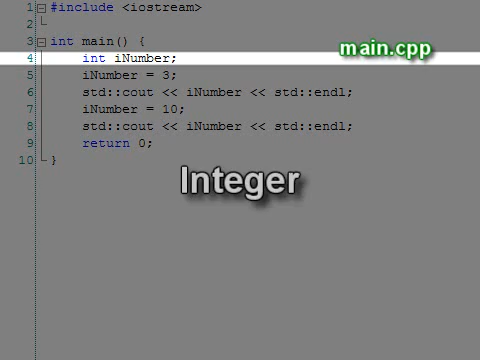 1 #include <iostream>
2
3 int main() {
main.cpp
4 int iNumber;
5 iNumber = 3;
6 std::cout << iNumber << std::endl;
7 iNumber = 10;
8 std::cout << iNumber << std::endl;
9 return 0;
10 }
Integer